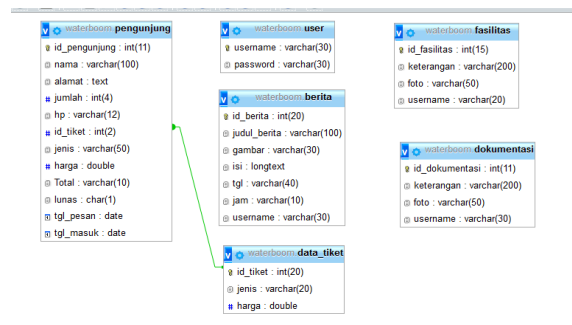 waterboom pengunjung
id_pengunjung : int(11)
nama : varchar(100)
alamat : text
jumlah : int(4)
hp : varchar(12)
id_tiket : int(2)
jenis : varchar(50)
harga : double
Total : varchar(10)
lunas : char(1)
tgl_pesan : date
tgl_masuk : date
waterboom user
username : varchar(30)
password : varchar(30)
waterboom berita
id_berita : int(20)
judul_berita : varchar(100)
gambar : varchar(30)
isi : longtext
tgl : varchar(40)
jam : varchar(10)
username : varchar(30)
waterboom data_tiket
id_tiket : int(20)
jenis : varchar(20)
harga : double
waterboom fasilitas
id_fasilitas : int(15)
keterangan : varchar(200)
foto : varchar(50)
username : varchar(20)
waterboom dokumentasi
id_dokumentasi : int(11)
keterangan : varchar(200)
foto : varchar(50)
username : varchar(30)